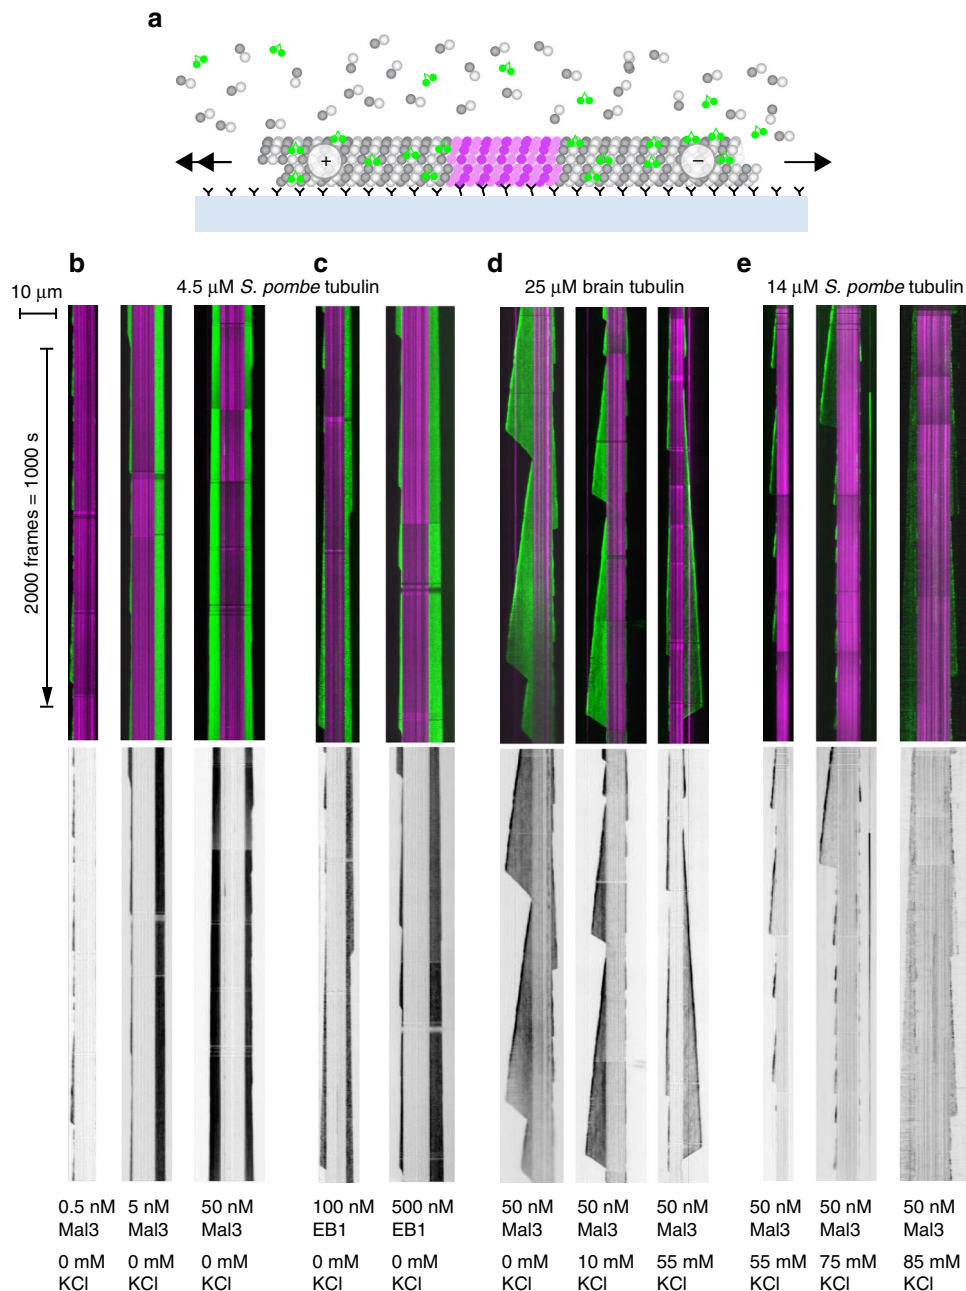 a
+
−
b
c
d
e
4.5 μM S. pombe tubulin
25 μM brain tubulin
14 μM S. pombe tubulin
10 μm
2000 frames = 1000 s
0.5 nM
Mal3
0 mM
KCl
5 nM
Mal3
0 mM
KCl
50 nM
Mal3
0 mM
KCl
100 nM
EB1
0 mM
KCl
500 nM
EB1
0 mM
KCl
50 nM
Mal3
0 mM
KCl
50 nM
Mal3
10 mM
KCl
50 nM
Mal3
55 mM
KCl
50 nM
Mal3
55 mM
KCl
50 nM
Mal3
75 mM
KCl
50 nM
Mal3
85 mM
KCl